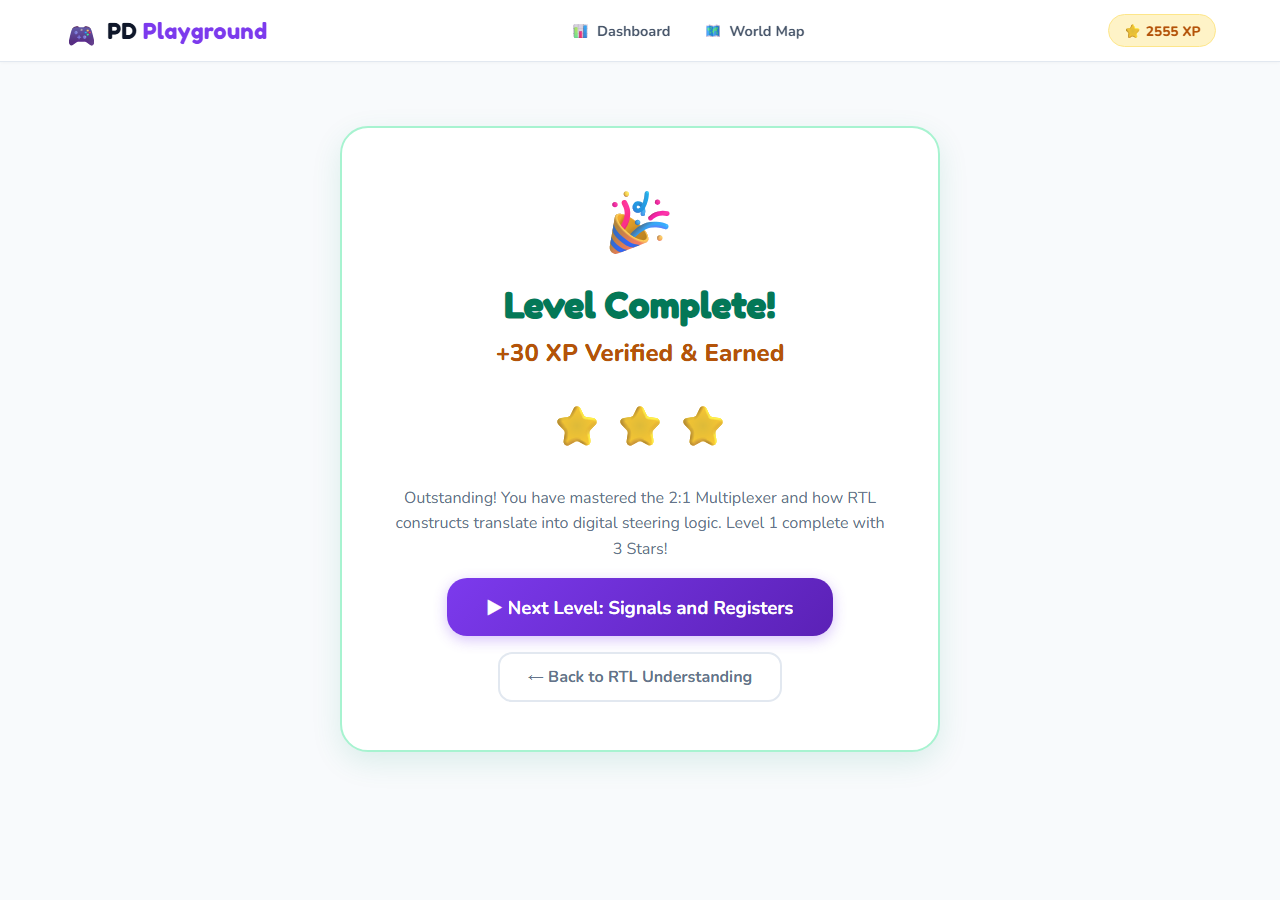 PD Playground
Dashboard
World Map
2555 XP
Level Complete!
+30 XP Verified & Earned
Outstanding! You have mastered the 2:1 Multiplexer and how RTL
constructs translate into digital steering logic. Level 1 complete with
3 Stars!
▶ Next Level: Signals and Registers
← Back to RTL Understanding